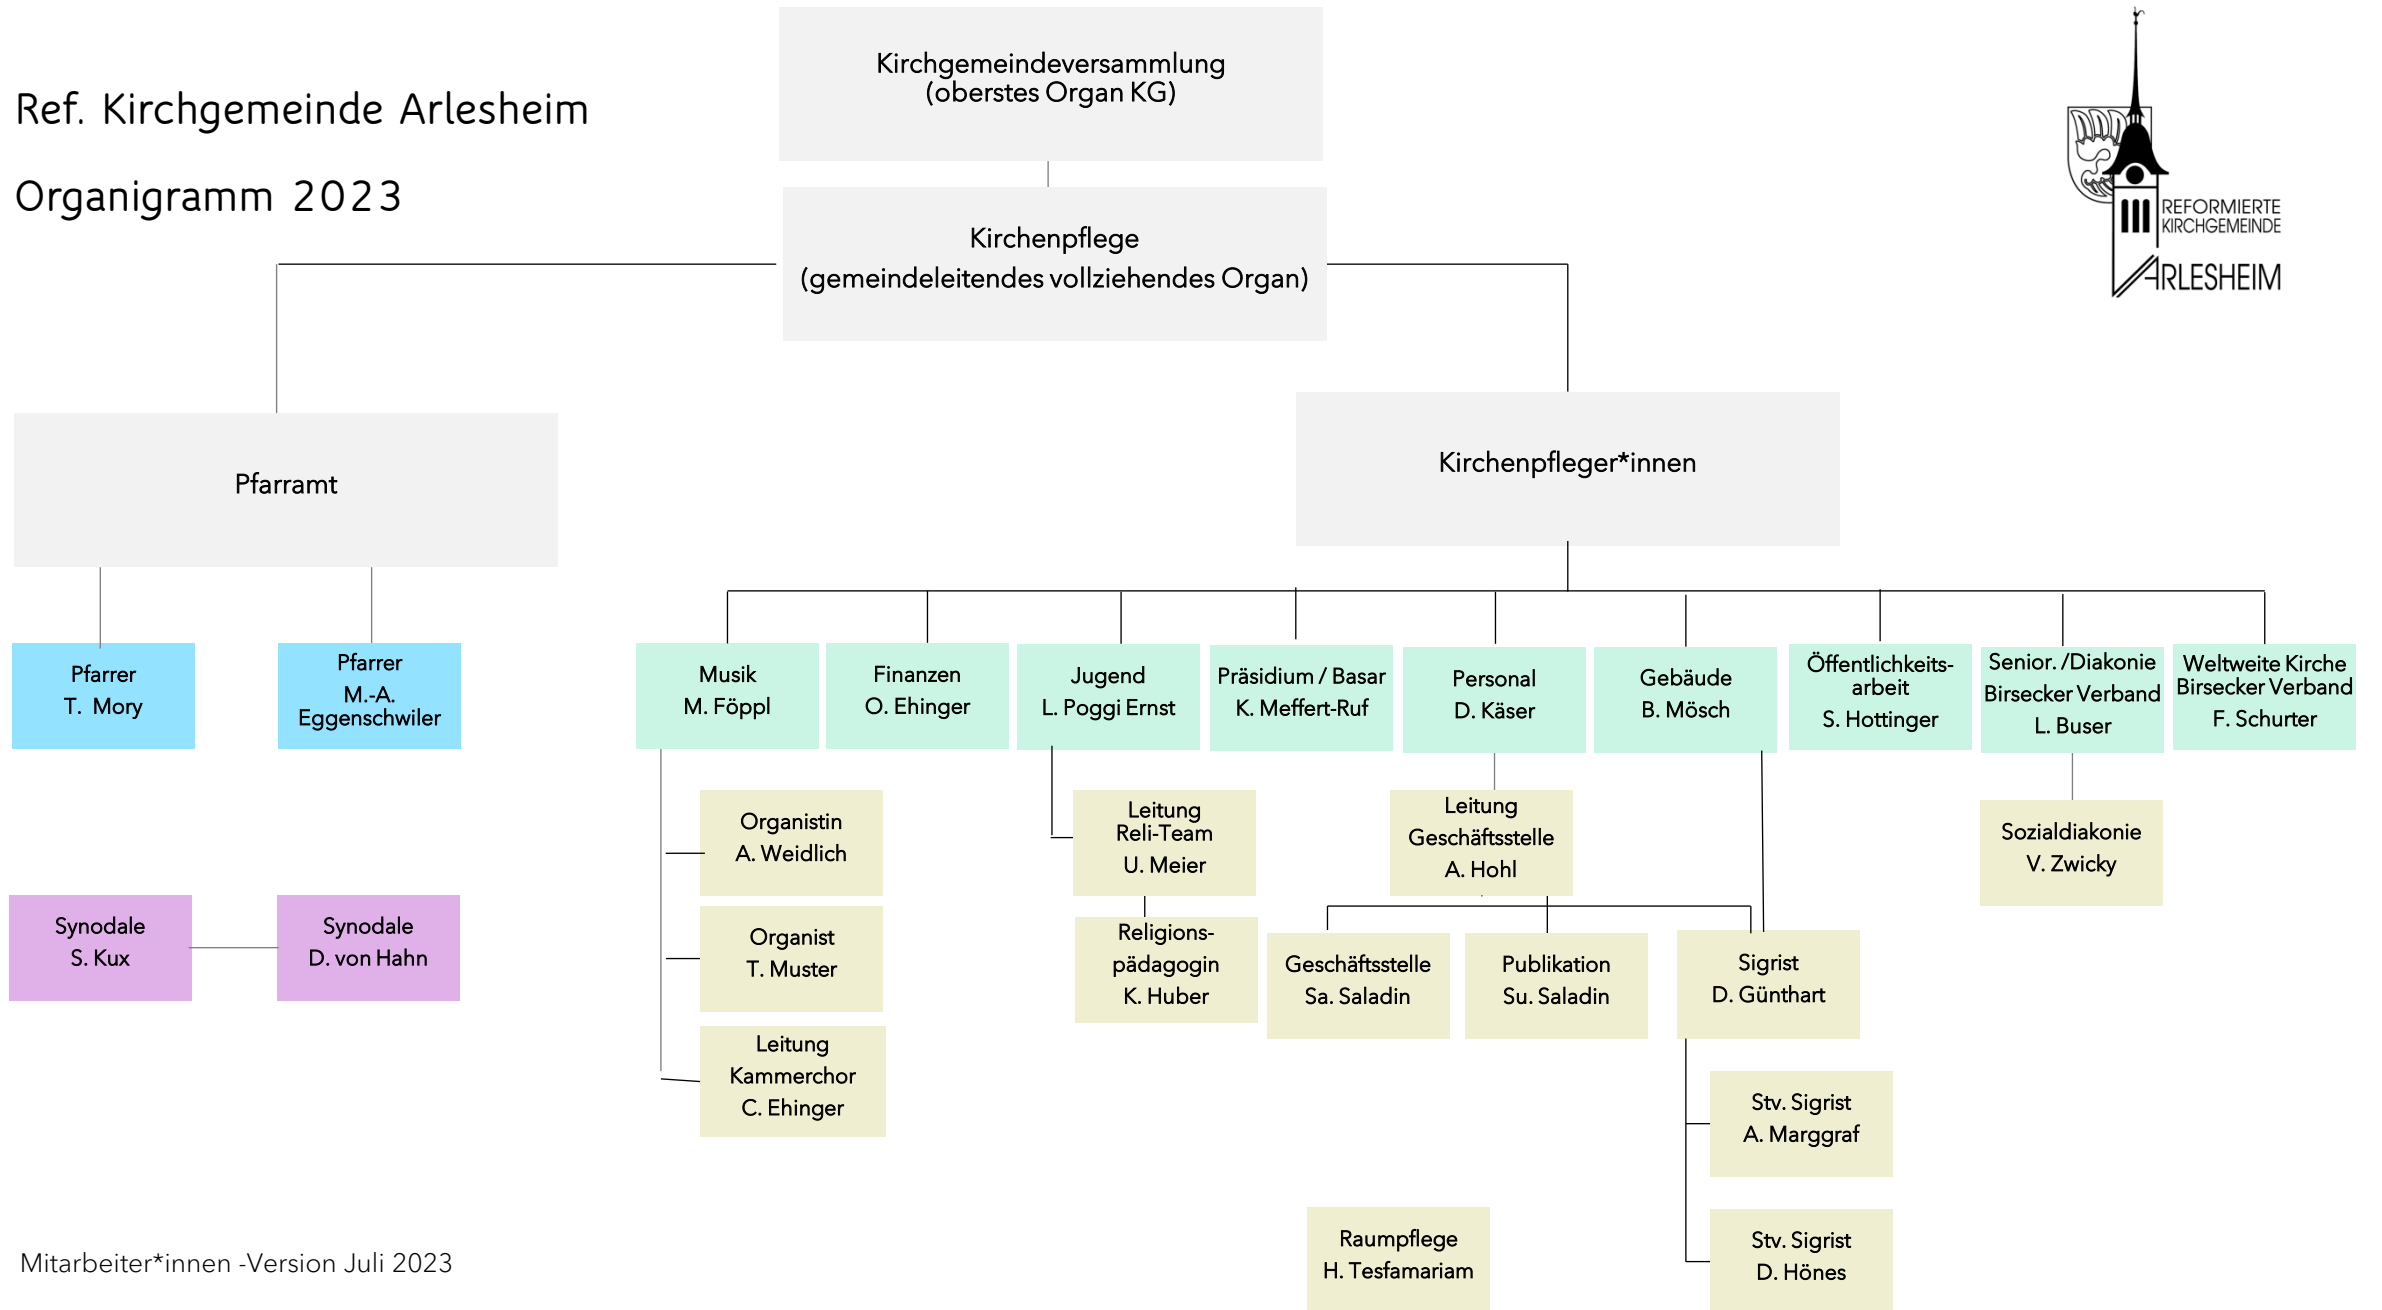 Ref. Kirchgemeinde Arlesheim
Organigramm 2023
Kirchgemeindeversammlung
(oberstes Organ KG)
Kirchenpflege
(gemeindeleitendes vollziehendes Organ)
REFORMIERTE
KIRCHGEMEINDE
ARLESHEIM
Pfarramt
Kirchenpfleger*innen
Pfarrer
T. Mory
Pfarrer
M.-A.
Eggenschwiler
Musik
M. Föppl
Finanzen
O. Ehinger
Jugend
L. Poggi Ernst
Präsidium / Basar
K. Meffert-Ruf
Personal
D. Käser
Gebäude
B. Mösch
Öffentlichkeits-
arbeit
S. Hottinger
Senior. /Diakonie
Birsecker Verband
L. Buser
Weltweite Kirche
Birsecker Verband
F. Schurter
Organistin
A. Weidlich
Organist
T. Muster
Leitung
Kammerchor
C. Ehinger
Leitung
Reli-Team
U. Meier
Religions-
pädagogin
K. Huber
Leitung
Geschäftsstelle
A. Hohl
Geschäftsstelle
Sa. Saladin
Publikation
Su. Saladin
Sigrist
D. Günthart
Stv. Sigrist
A. Marggraf
Stv. Sigrist
D. Hönes
Sozialdiakonie
V. Zwicky
Synodale
S. Kux
Synodale
D. von Hahn
Raumpflege
H. Tesfamariam
Mitarbeiter*innen -Version Juli 2023